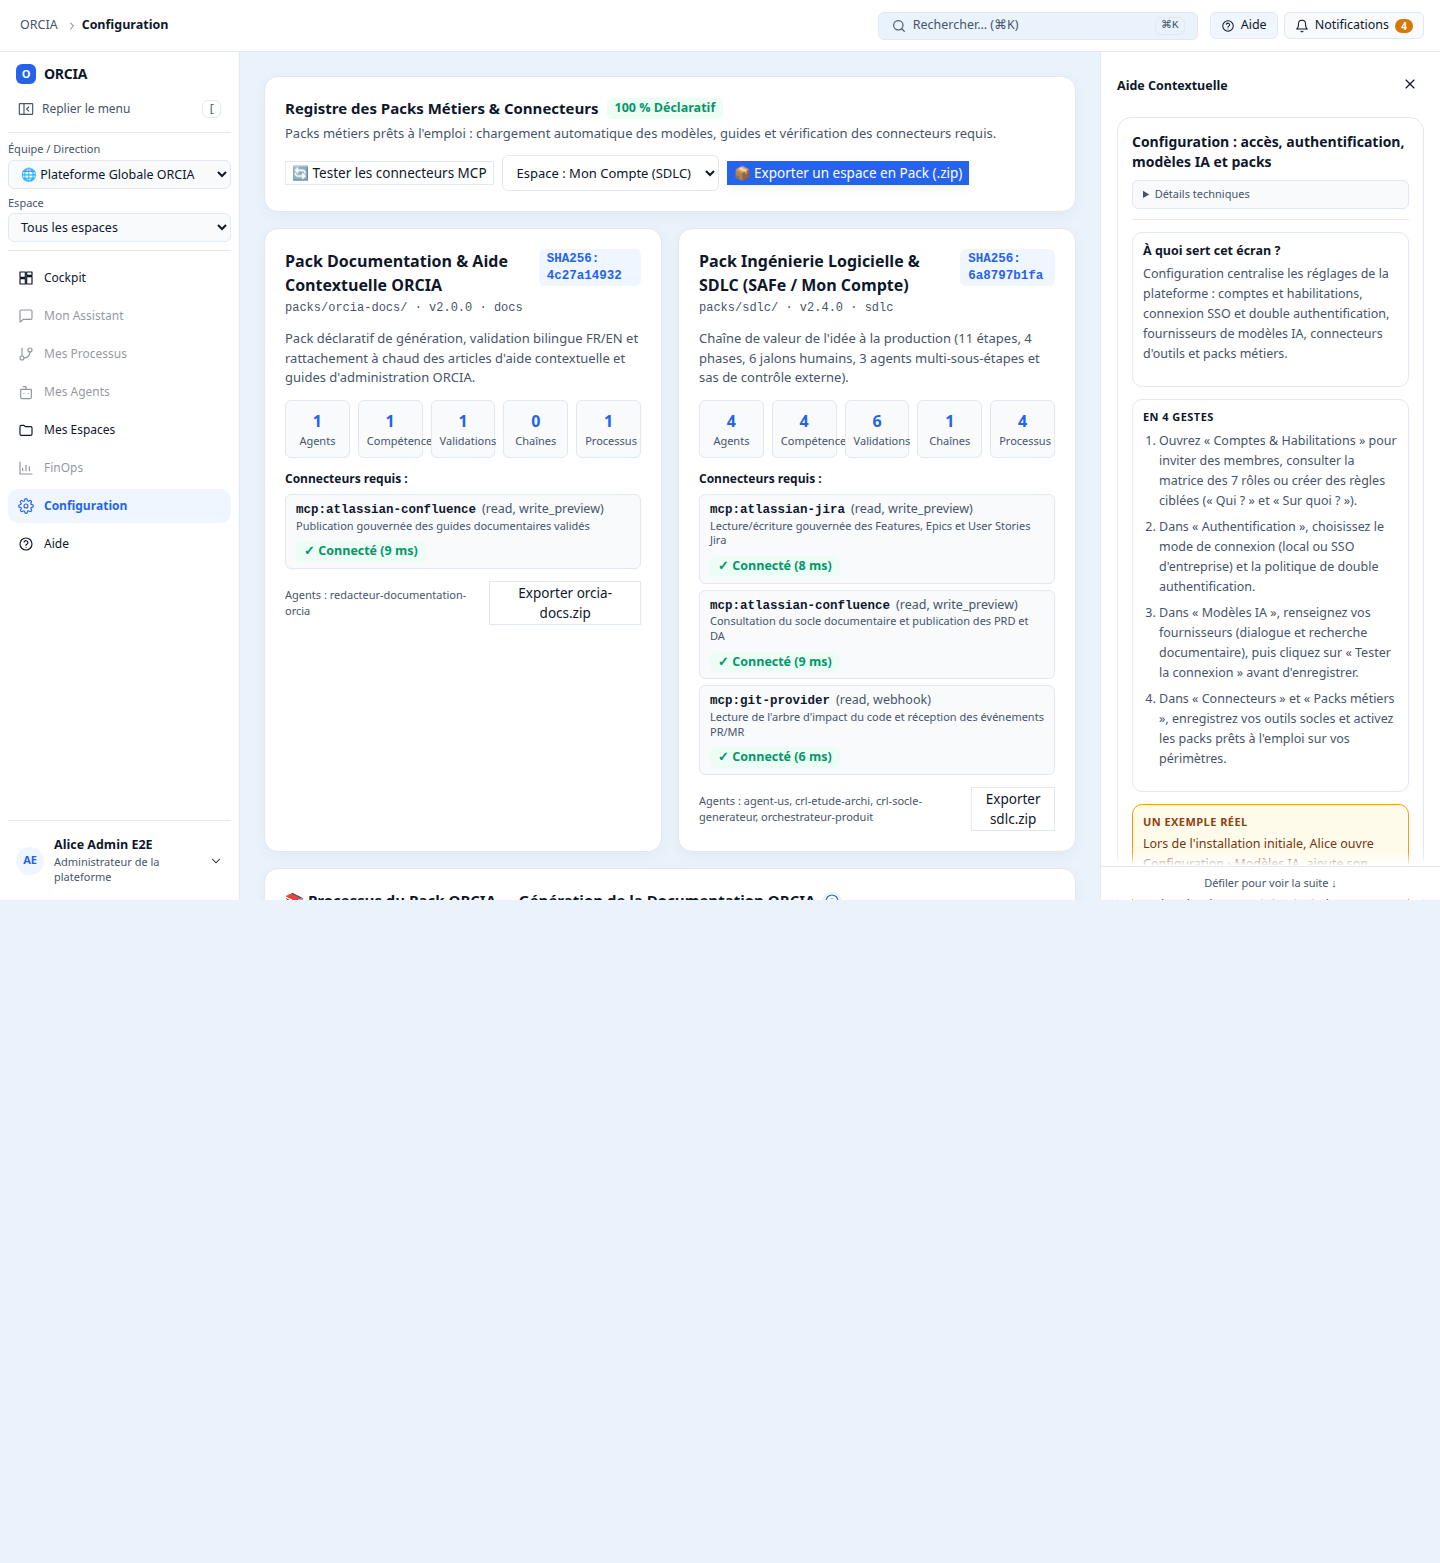 ORCIA › Configuration
Rechercher... (⌘K) ⌘K
Aide
Notifications 4
O ORCIA
Replier le menu [
Équipe / Direction
🌐 Plateforme Globale ORCIA
Espace
Tous les espaces
Cockpit
Mon Assistant
Mes Processus
Mes Agents
Mes Espaces
FinOps
Configuration
Aide
AE
Alice Admin E2E
Administrateur de la
plateforme
Registre des Packs Métiers & Connecteurs 100 % Déclaratif
Packs métiers prêts à l'emploi : chargement automatique des modèles, guides et vérification des connecteurs requis.
🔄 Tester les connecteurs MCP
Espace : Mon Compte (SDLC)
📦 Exporter un espace en Pack (.zip)
Pack Documentation & Aide
Contextuelle ORCIA
SHA256:
4c27a14932
packs/orcia-docs/ · v2.0.0 · docs
Pack déclaratif de génération, validation bilingue FR/EN et
rattachement à chaud des articles d'aide contextuelle et
guides d'administration ORCIA.
1 1 1 0 1
Agents Compétence Validations Chaînes Processus
Connecteurs requis :
mcp:atlassian-confluence (read, write_preview)
Publication gouvernée des guides documentaires validés
✓ Connecté (9 ms)
Agents : redacteur-documentation-
orcia
Exporter orcia-
docs.zip
Pack Ingénierie Logicielle &
SDLC (SAFe / Mon Compte)
SHA256:
6a8797b1fa
packs/sdlc/ · v2.4.0 · sdlc
Chaîne de valeur de l'idée à la production (11 étapes, 4
phases, 6 jalons humains, 3 agents multi-sous-étapes et
sas de contrôle externe).
4 4 6 1 4
Agents Compétence Validations Chaînes Processus
Connecteurs requis :
mcp:atlassian-jira (read, write_preview)
Lecture/écriture gouvernée des Features, Epics et User Stories
Jira
✓ Connecté (8 ms)
mcp:atlassian-confluence (read, write_preview)
Consultation du socle documentaire et publication des PRD et
DA
✓ Connecté (9 ms)
mcp:git-provider (read, webhook)
Lecture de l'arbre d'impact du code et réception des événements
PR/MR
✓ Connecté (6 ms)
Agents : agent-us, crl-etude-archi, crl-socle-
generateur, orchestrateur-produit
Exporter
sdlc.zip
📚 Processus du Pack ORCIA — Génération de la Documentation ORCIA
Aide Contextuelle
Configuration : accès, authentification,
modèles IA et packs
▶ Détails techniques
À quoi sert cet écran ?
Configuration centralise les réglages de la
plateforme : comptes et habilitations,
connexion SSO et double authentification,
fournisseurs de modèles IA, connecteurs
d'outils et packs métiers.
EN 4 GESTES
1. Ouvrez « Comptes & Habilitations » pour
inviter des membres, consulter la
matrice des 7 rôles ou créer des règles
ciblées (« Qui ? » et « Sur quoi ? »).
2. Dans « Authentification », choisissez le
mode de connexion (local ou SSO
d'entreprise) et la politique de double
authentification.
3. Dans « Modèles IA », renseignez vos
fournisseurs (dialogue et recherche
documentaire), puis cliquez sur « Tester
la connexion » avant d'enregistrer.
4. Dans « Connecteurs » et « Packs métiers
», enregistrez vos outils socles et activez
les packs prêts à l'emploi sur vos
périmètres.
UN EXEMPLE RÉEL
Lors de l'installation initiale, Alice ouvre
Configuration › Modèles IA, ajoute son
Défiler pour voir la suite ↓